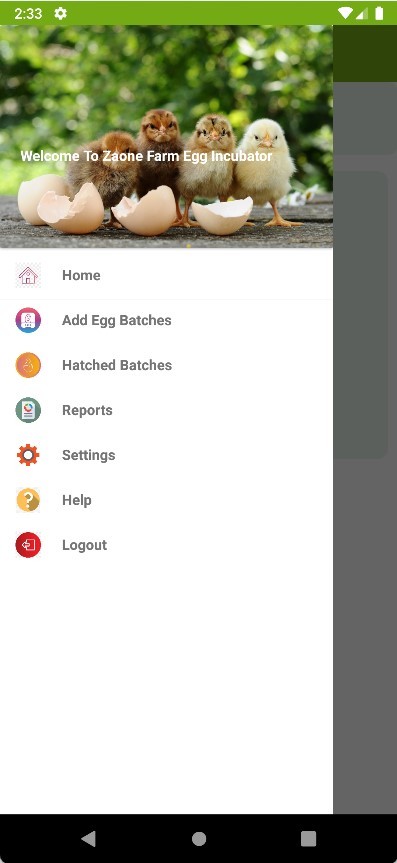 2:33
Welcome To Zaone Farm Egg Incubator
Home
Add Egg Batches
Hatched Batches
Reports
Settings
Help
Logout